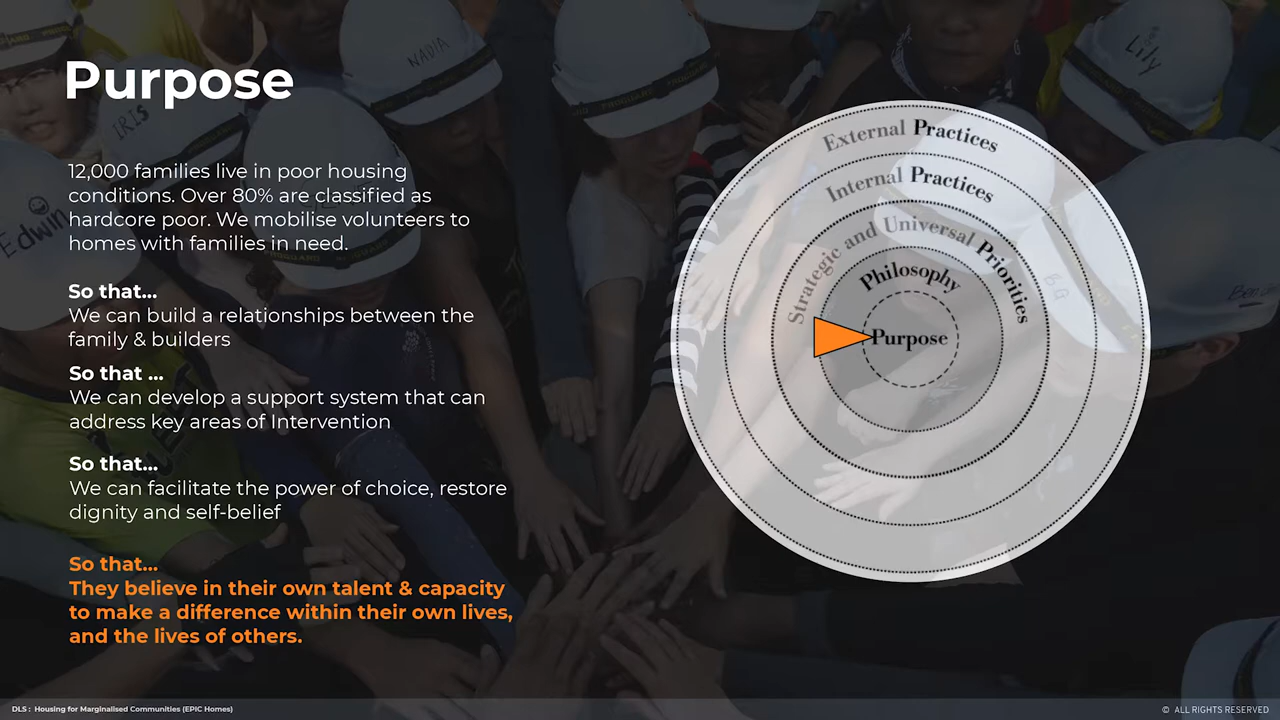 Purpose
12,000 families live in poor housing
conditions. Over 80% are classified as
hardcore poor. We mobilise volunteers to
homes with families in need.
So that...
We can build a relationships between the
family & builders
So that ...
We can develop a support system that can
address key areas of Intervention
So that...
We can facilitate the power of choice, restore
dignity and self-belief
So that...
They believe in their own talent & capacity
to make a difference within their own lives,
and the lives of others.
External Practices
Internal Practices
Strategic and Universal Priorities
Philosophy
Purpose
IRIS
NADIA
Lily
Edwin
DLS : Housing for Marginalised Communities (EPIC Homes)
© ALL RIGHTS RESERVED